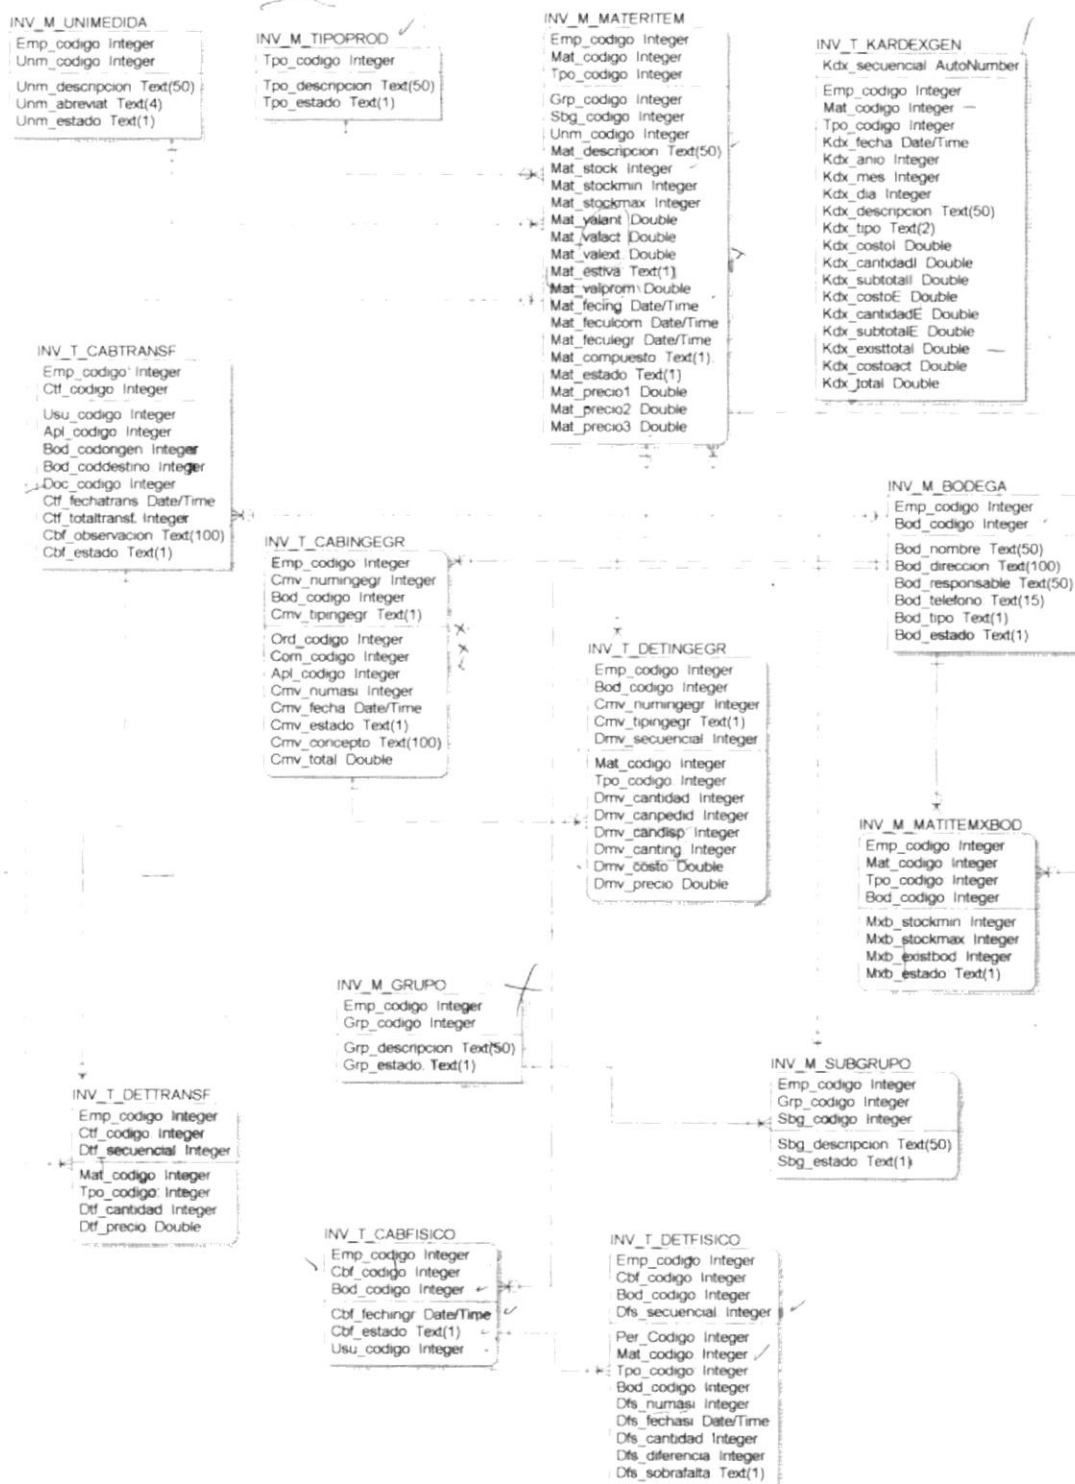 INV_M_UNIMEDIDA
Emp_codigo Integer
Unm_codigo Integer
Unm_descripcion Text(50)
Unm_abreviat Text(4)
Unm_estado Text(1)
INV_M_TIPOPROD
Tpo_codigo Integer
Tpo_descripcion Text(50)
Tpo_estado Text(1)
INV_M_MATERITEM
Emp_codigo Integer
Mat_codigo Integer
Tpo_codigo Integer
Grp_codigo Integer
Sbg_codigo Integer
Unm_codigo Integer
Mat_descripcion Text(50)
Mat_stock Integer
Mat_stockmin Integer
Mat_stockmax Integer
Mat_valant Double
Mat_valact Double
Mat_valext Double
Mat_estiva Text(1)
Mat_valprom Double
Mat_fecing Date/Time
Mat_feculcom Date/Time
Mat_feculegr Date/Time
Mat_compuesto Text(1)
Mat_estado Text(1)
Mat_precio1 Double
Mat_precio2 Double
Mat_precio3 Double
INV_T_KARDEXGEN
Kdx_secuencial AutoNumber
Emp_codigo Integer
Mat_codigo Integer
Tpo_codigo Integer
Kdx_fecha Date/Time
Kdx_anio Integer
Kdx_mes Integer
Kdx_dia Integer
Kdx_descripcion Text(50)
Kdx_tipo Text(2)
Kdx_costoI Double
Kdx_cantidadI Double
Kdx_subtotalI Double
Kdx_costoE Double
Kdx_cantidadE Double
Kdx_subtotalE Double
Kdx_existtotal Double
Kdx_costoact Double
Kdx_total Double
INV_T_CABTRANSF
Emp_codigo Integer
Ctf_codigo Integer
Usu_codigo Integer
Apl_codigo Integer
Bod_codorigen Integer
Bod_coddestino Integer
Doc_codigo Integer
Ctf_fechatrans Date/Time
Ctf_totaltransf Integer
Cbf_observacion Text(100)
Cbf_estado Text(1)
INV_T_CABINGEGR
Emp_codigo Integer
Cmv_numingegr Integer
Bod_codigo Integer
Cmv_tipingegr Text(1)
Ord_codigo Integer
Com_codigo Integer
Apl_codigo Integer
Cmv_numasi Integer
Cmv_fecha Date/Time
Cmv_estado Text(1)
Cmv_concepto Text(100)
Cmv_total Double
INV_M_BODEGA
Emp_codigo Integer
Bod_codigo Integer
Bod_nombre Text(50)
Bod_direccion Text(100)
Bod_responsable Text(50)
Bod_telefono Text(15)
Bod_tipo Text(1)
Bod_estado Text(1)
INV_T_DETINGEGR
Emp_codigo Integer
Bod_codigo Integer
Cmv_numingegr Integer
Cmv_tipingegr Text(1)
Dmv_secuencial Integer
Mat_codigo Integer
Tpo_codigo Integer
Dmv_cantidad Integer
Dmv_canpedid Integer
Dmv_candisp Integer
Dmv_canting Integer
Dmv_costo Double
Dmv_precio Double
INV_M_MATITEMXBOD
Emp_codigo Integer
Mat_codigo Integer
Tpo_codigo Integer
Bod_codigo Integer
Mxb_stockmin Integer
Mxb_stockmax Integer
Mxb_existbod Integer
Mxb_estado Text(1)
INV_M_GRUPO
Emp_codigo Integer
Grp_codigo Integer
Grp_descripcion Text(50)
Grp_estado Text(1)
INV_M_SUBGRUPO
Emp_codigo Integer
Grp_codigo Integer
Sbg_codigo Integer
Sbg_descripcion Text(50)
Sbg_estado Text(1)
INV_T_DETTRANSF
Emp_codigo Integer
Ctf_codigo Integer
Dtf_secuencial Integer
Mat_codigo Integer
Tpo_codigo Integer
Dtf_cantidad Integer
Dtf_precio Double
INV_T_CABFISICO
Emp_codigo Integer
Cbf_codigo Integer
Bod_codigo Integer
Cbf_fechingr Date/Time
Cbf_estado Text(1)
Usu_codigo Integer
INV_T_DETFISICO
Emp_codigo Integer
Cbf_codigo Integer
Bod_codigo Integer
Dfs_secuencial Integer
Per_Codigo Integer
Mat_codigo Integer
Tpo_codigo Integer
Bod_codigo Integer
Dfs_numasi Integer
Dfs_fechasi Date/Time
Dfs_cantidad Integer
Dfs_diferencia Integer
Dfs_sobrafalta Text(1)